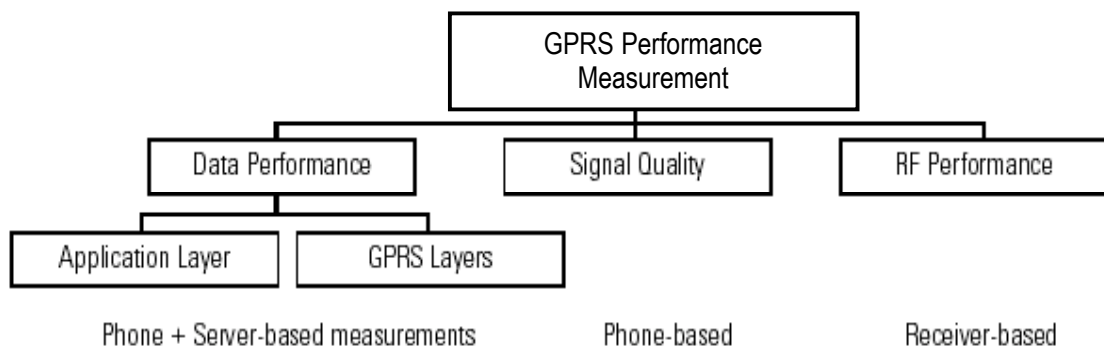 GPRS Performance
Measurement
Data Performance
Signal Quality
RF Performance
Application Layer
GPRS Layers
Phone + Server-based measurements
Phone-based
Receiver-based